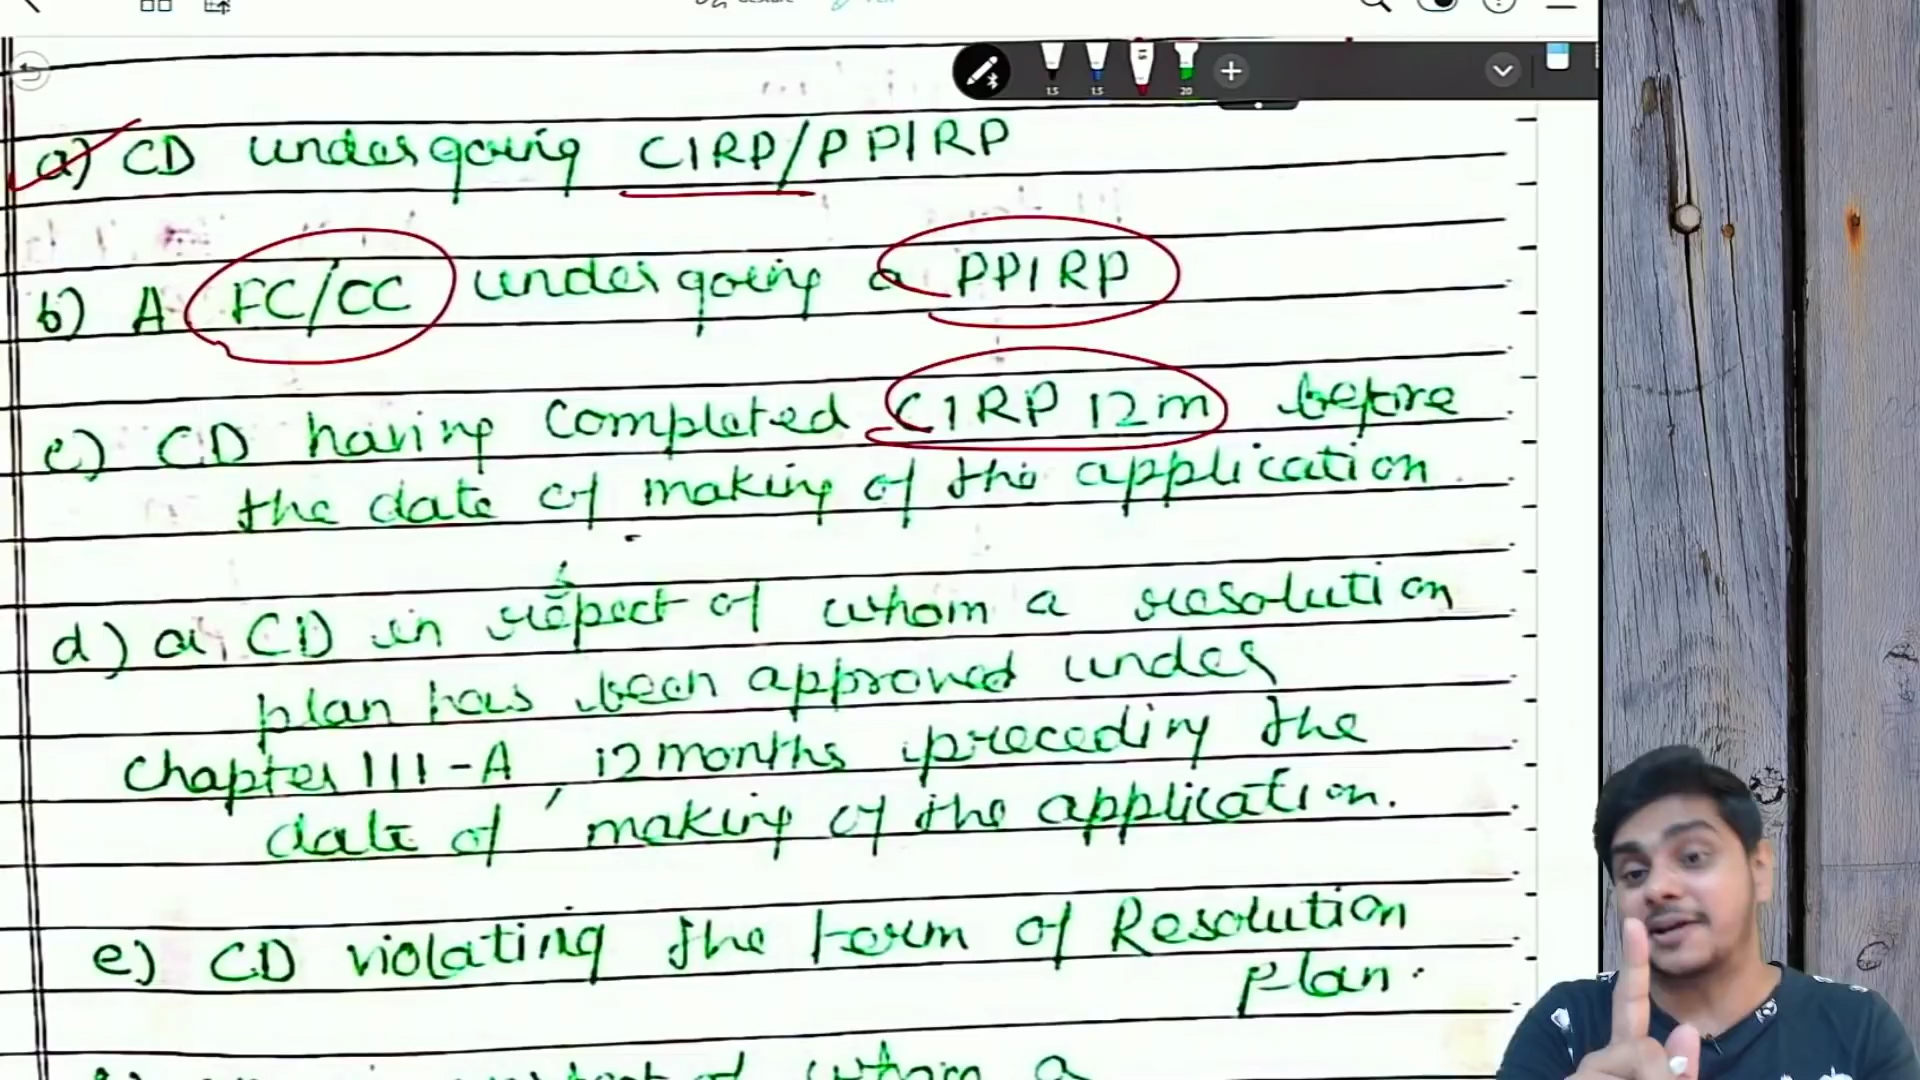 a) CD undergoing CIRP/PPIRP
b) A FC/CC undergoing a PPIRP
c) CD having completed CIRP 12m before
the date of making of the application
d) a CD in respect of whom a resolution
plan has been approved under
Chapter III-A, 12 months preceding the
date of making of the application.
e) CD violating the term of Resolution
plan.
whom a